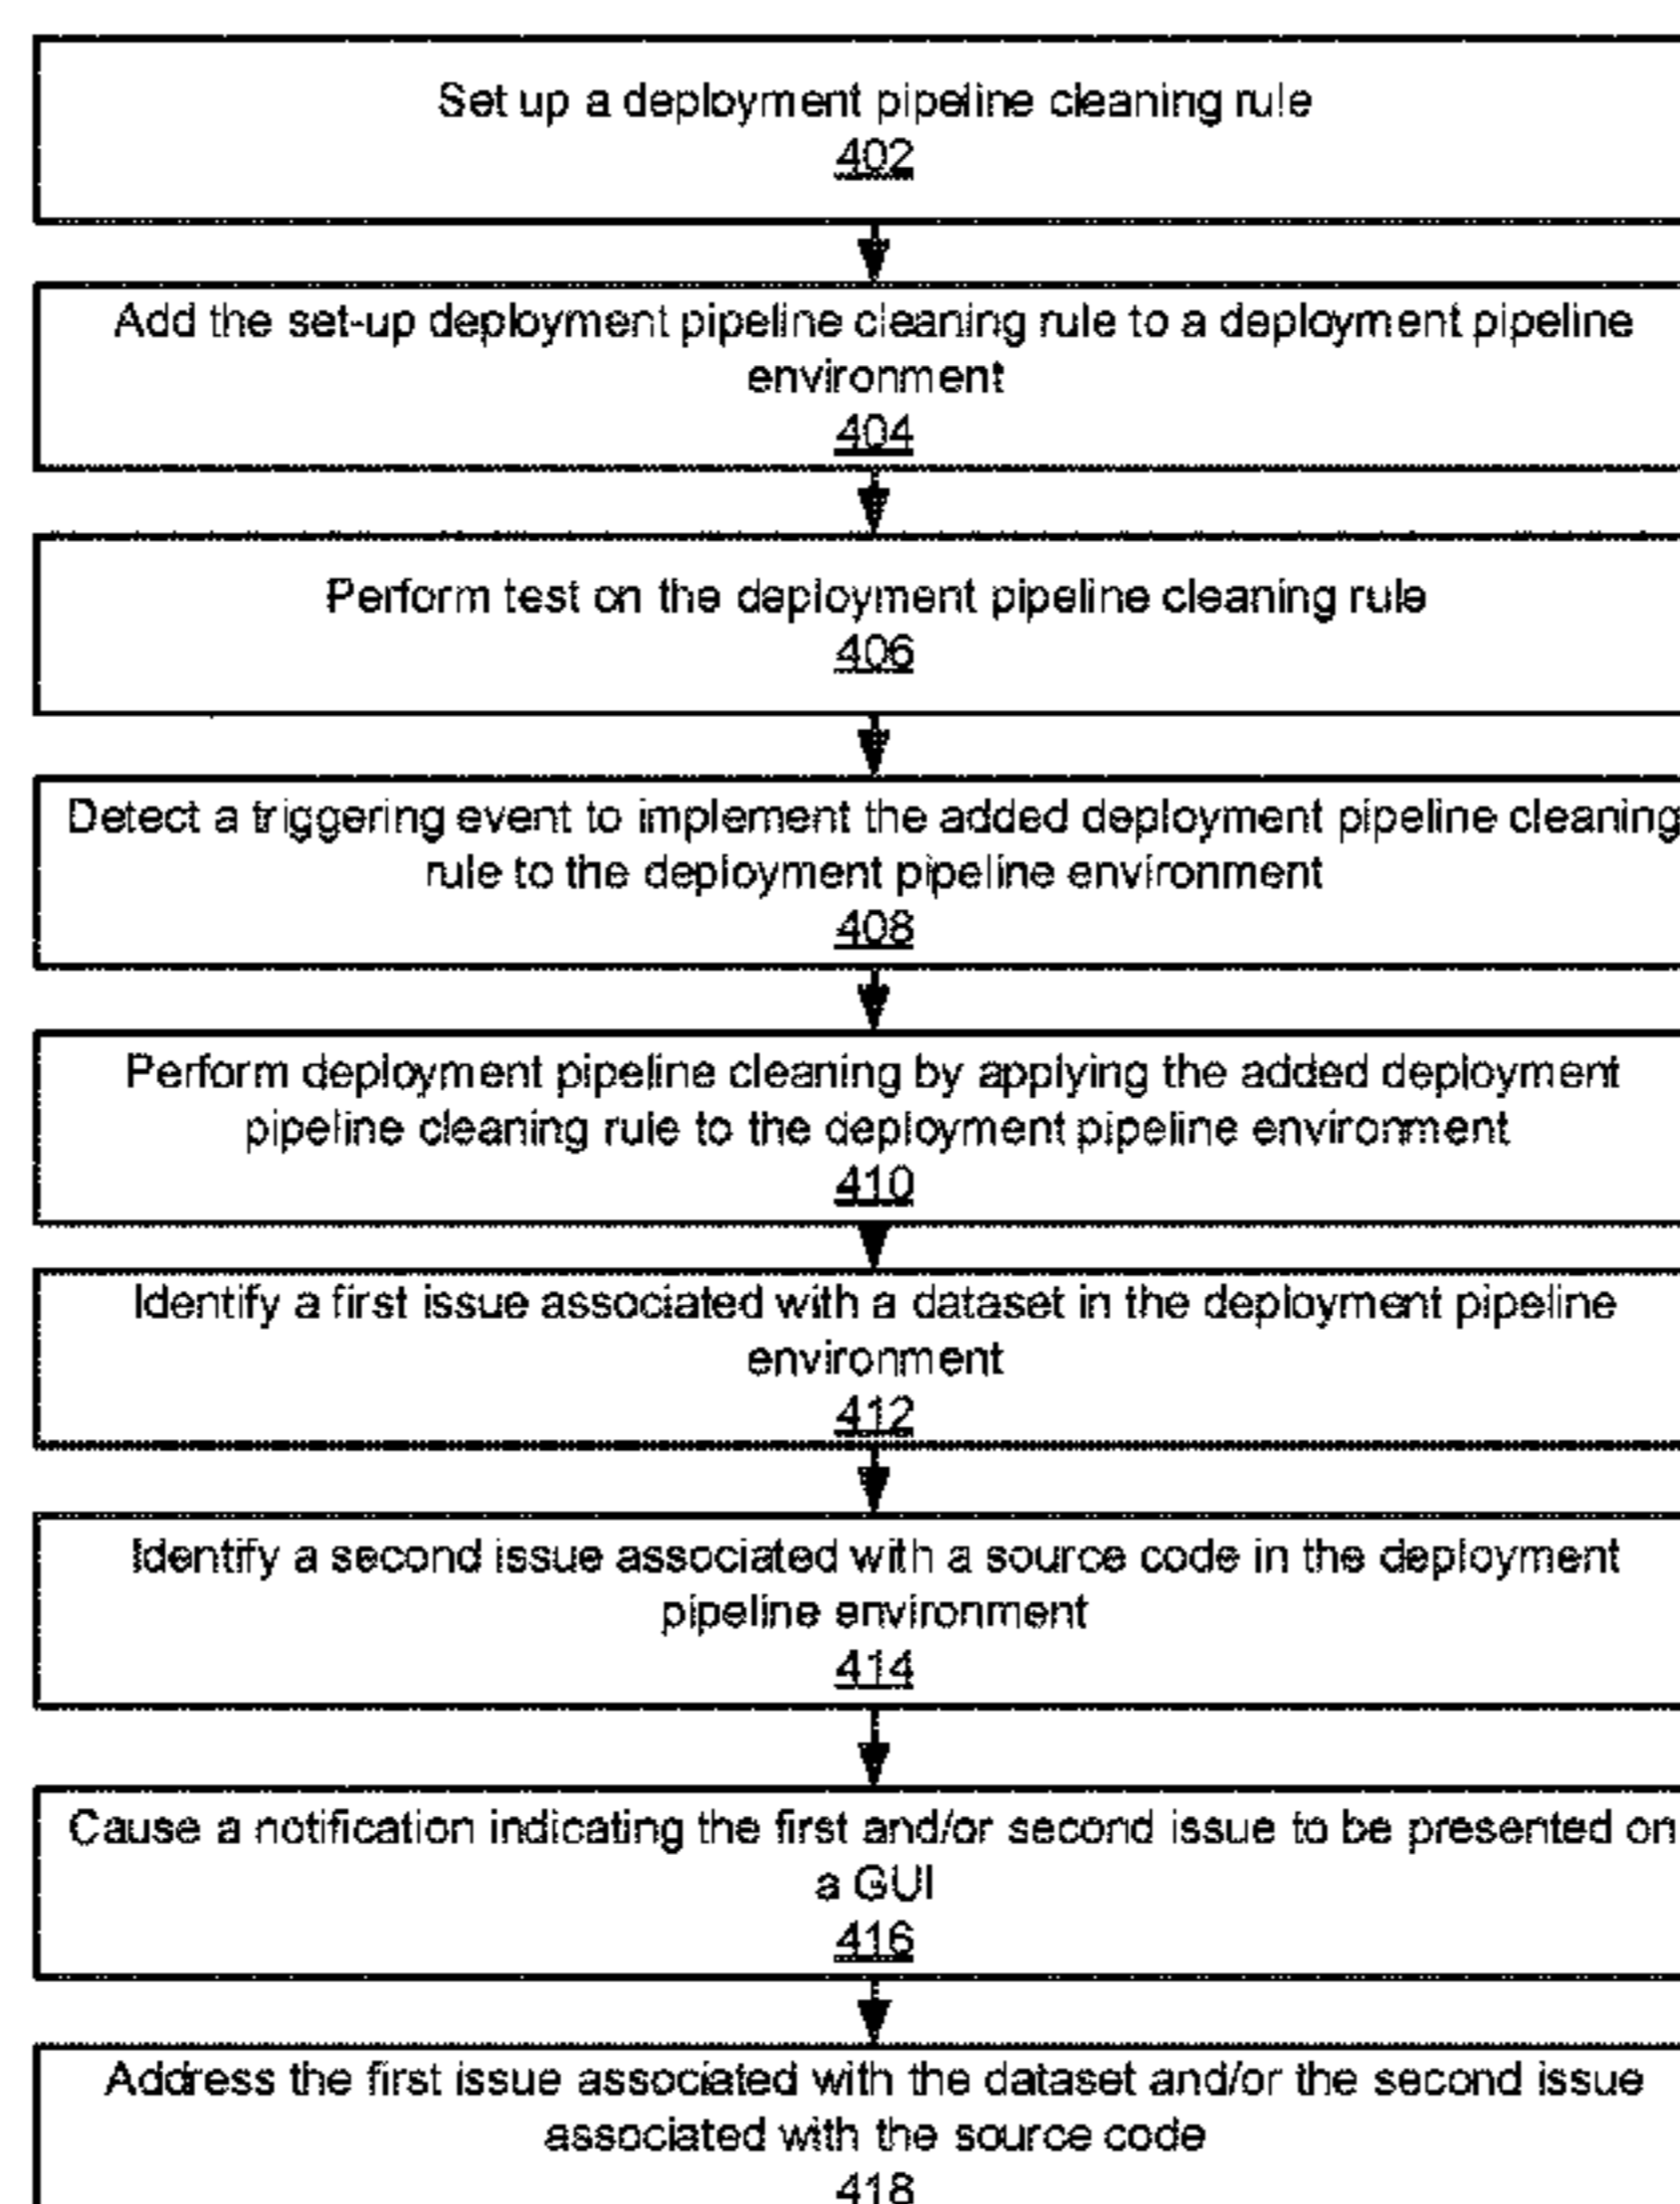 Set up a deployment pipeline cleaning rule
402
Add the set-up deployment pipeline cleaning rule to a deployment pipeline
environment
404
Perform test on the deployment pipeline cleaning rule
406
Detect a triggering event to implement the added deployment pipeline cleaning
rule to the deployment pipeline environment
408
Perform deployment pipeline cleaning by applying the added deployment
pipeline cleaning rule to the deployment pipeline environment
410
Identify a first issue associated with a dataset in the deployment pipeline
environment
412
Identify a second issue associated with a source code in the deployment
pipeline environment
414
Cause a notification indicating the first and/or second issue to be presented on
a GUI
416
Address the first issue associated with the dataset and/or the second issue
associated with the source code
418